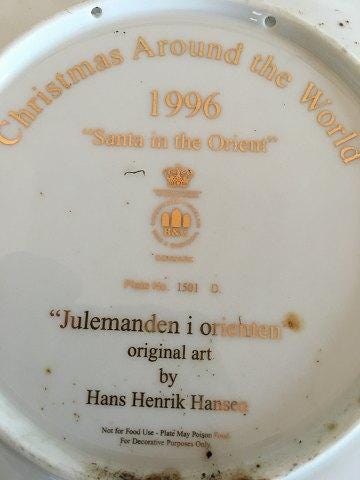 Christmas Around the World
1996
"Santa in the Orient"
B&G
DENMARK
Plate No. 1501 D.
"Julemanden i orienten"
original art
by
Hans Henrik Hansen
Not for Food Use - Plate May Poison Food.
For Decorative Purposes Only.